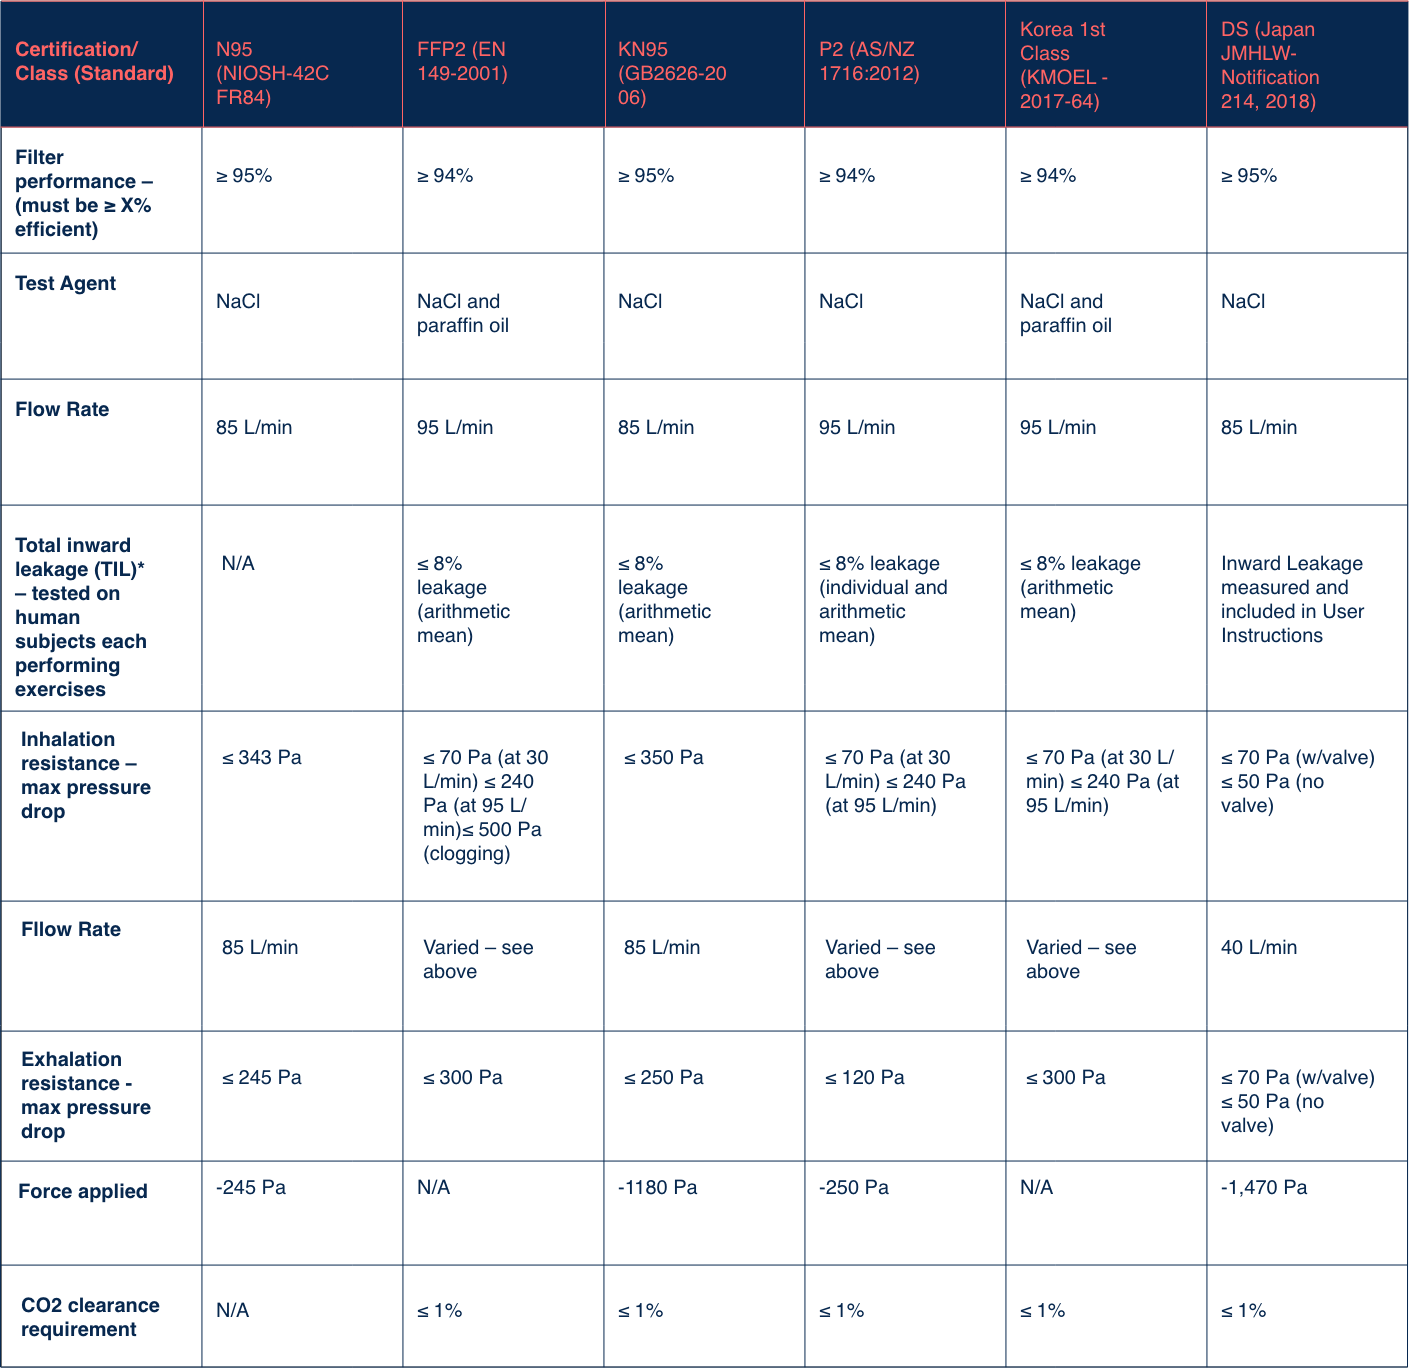 Certification/
Class (Standard)
N95
(NIOSH-42C
FR84)
FFP2 (EN
149-2001)
KN95
(GB2626-20
06)
P2 (AS/NZ
1716:2012)
Korea 1st
Class
(KMOEL -
2017-64)
DS (Japan
JMHLW-
Notification
214, 2018)
Filter
performance –
(must be ≥ X%
efficient)
≥ 95%
≥ 94%
≥ 95%
≥ 94%
≥ 94%
≥ 95%
Test Agent
NaCl
NaCl and
paraffin oil
NaCl
NaCl
NaCl and
paraffin oil
NaCl
Flow Rate
85 L/min
95 L/min
85 L/min
95 L/min
95 L/min
85 L/min
Total inward
leakage (TIL)*
– tested on
human
subjects each
performing
exercises
N/A
≤ 8%
leakage
(arithmetic
mean)
≤ 8%
leakage
(arithmetic
mean)
≤ 8% leakage
(individual and
arithmetic
mean)
≤ 8% leakage
(arithmetic
mean)
Inward Leakage
measured and
included in User
Instructions
Inhalation
resistance –
max pressure
drop
≤ 343 Pa
≤ 70 Pa (at 30
L/min) ≤ 240
Pa (at 95 L/
min)≤ 500 Pa
(clogging)
≤ 350 Pa
≤ 70 Pa (at 30
L/min) ≤ 240 Pa
(at 95 L/min)
≤ 70 Pa (at 30 L/
min) ≤ 240 Pa (at
95 L/min)
≤ 70 Pa (w/valve)
≤ 50 Pa (no
valve)
Fllow Rate
85 L/min
Varied – see
above
85 L/min
Varied – see
above
Varied – see
above
40 L/min
Exhalation
resistance -
max pressure
drop
≤ 245 Pa
≤ 300 Pa
≤ 250 Pa
≤ 120 Pa
≤ 300 Pa
≤ 70 Pa (w/valve)
≤ 50 Pa (no
valve)
Force applied
-245 Pa
N/A
-1180 Pa
-250 Pa
N/A
-1,470 Pa
CO2 clearance
requirement
N/A
≤ 1%
≤ 1%
≤ 1%
≤ 1%
≤ 1%